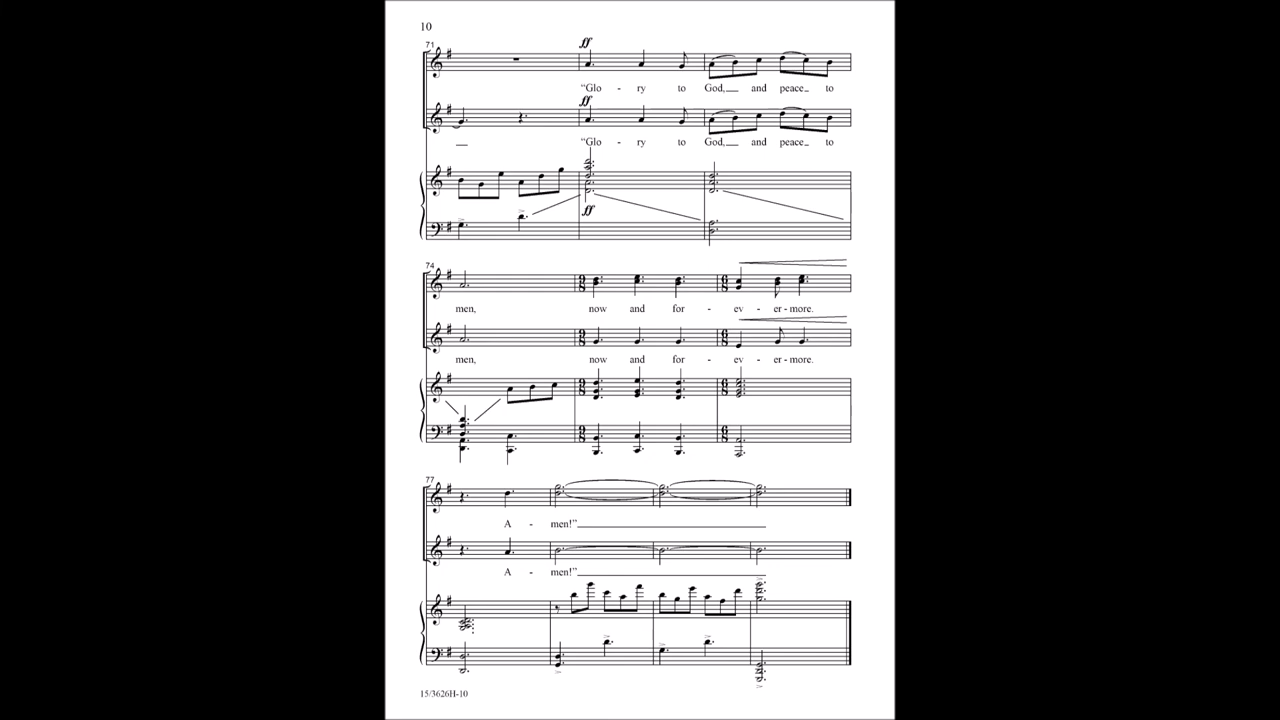 10
71
ff
“Glo - ry to God, and peace to
ff
“Glo - ry to God, and peace to
ff
74
men, now and for - ev - er - more.
men, now and for - ev - er - more.
77
A - men!”
A - men!”
15/3626H-10